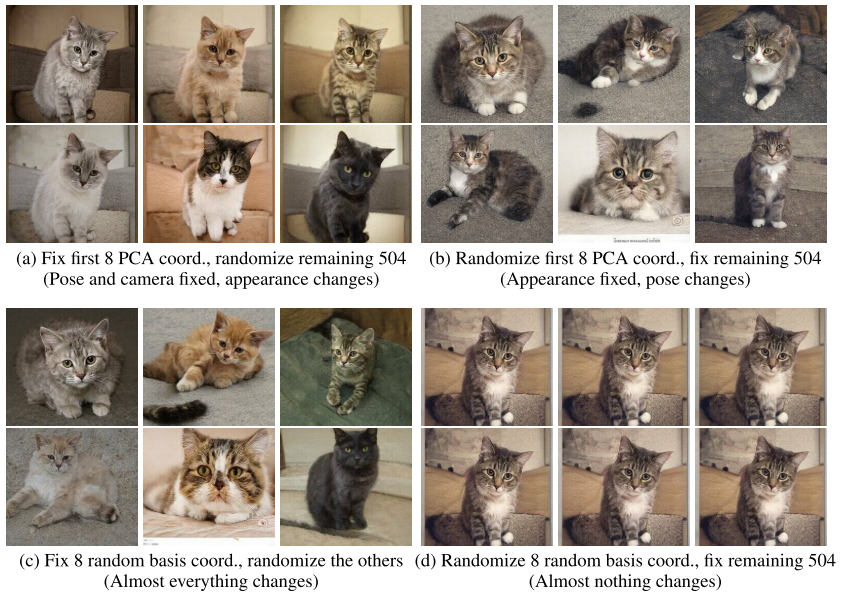 (a) Fix first 8 PCA coord., randomize remaining 504
(Pose and camera fixed, appearance changes)
(b) Randomize first 8 PCA coord., fix remaining 504
(Appearance fixed, pose changes)
(c) Fix 8 random basis coord., randomize the others
(Almost everything changes)
(d) Randomize 8 random basis coord., fix remaining 504
(Almost nothing changes)